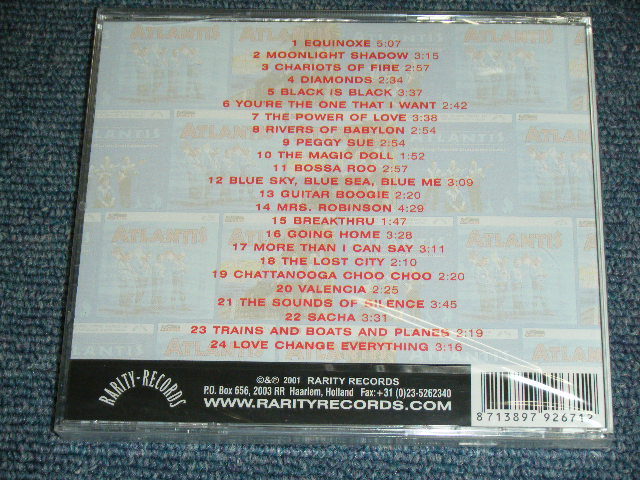 1 EQUINOXE 5:07
2 MOONLIGHT SHADOW 3:15
3 CHARIOTS OF FIRE 2:57
4 DIAMONDS 2:34
5 BLACK IS BLACK 3:37
6 YOU'RE THE ONE THAT I WANT 2:42
7 THE POWER OF LOVE 3:38
8 RIVERS OF BABYLON 2:54
9 PEGGY SUE 2:54
10 THE MAGIC DOLL 1:52
11 BOSSA ROO 2:57
12 BLUE SKY, BLUE SEA, BLUE ME 3:09
13 GUITAR BOOGIE 2:20
14 MRS. ROBINSON 4:29
15 BREAKTHRU 1:47
16 GOING HOME 3:28
17 MORE THAN I CAN SAY 3:11
18 THE LOST CITY 2:10
19 CHATTANOOGA CHOO CHOO 2:20
20 VALENCIA 2:25
21 THE SOUNDS OF SILENCE 3:45
22 SACHA 3:31
23 TRAINS AND BOATS AND PLANES 2:19
24 LOVE CHANGE EVERYTHING 3:16
ATLANTIS
ATLANTIS
ATLANTIS
ATLANTIS
RARITY-RECORDS
©&℗ 2001 RARITY RECORDS
P.O. Box 656, 2003 RR Haarlem, Holland Fax:+31 (0)23-5262340
WWW.RARITYRECORDS.COM
8 713897 926712